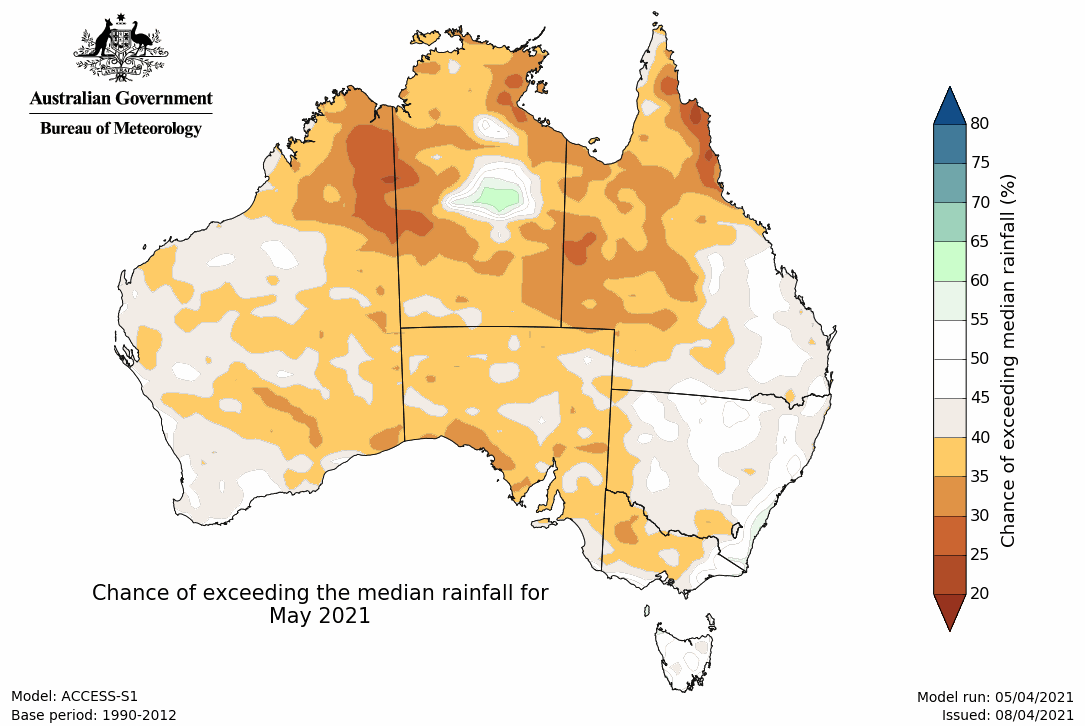 Australian Government
Bureau of Meteorology
80
75
70
65
60
55
50
45
40
35
30
25
20
Chance of exceeding median rainfall (%)
Chance of exceeding the median rainfall for
May 2021
Model: ACCESS-S1
Base period: 1990-2012
Model run: 05/04/2021
Issued: 08/04/2021